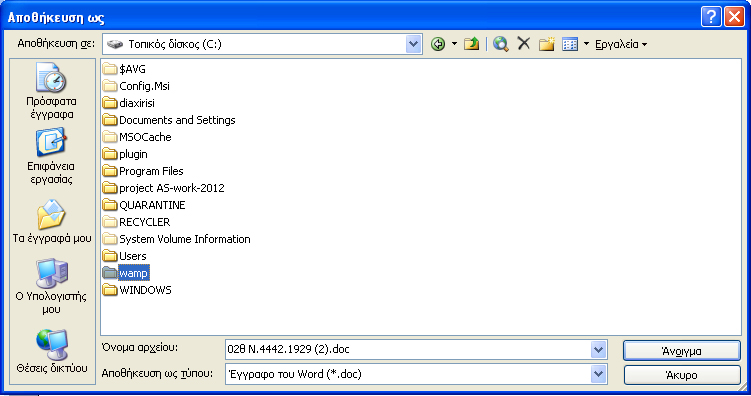 Αποθήκευση ως
Αποθήκευση σε: Τοπικός δίσκος (C:) Εργαλεία
Πρόσφατα
έγγραφα
Επιφάνεια
εργασίας
Τα έγγραφά μου
Ο Υπολογιστής
μου
Θέσεις δικτύου
$AVG
Config.Msi
diaxirisi
Documents and Settings
MSOCache
plugin
Program Files
project AS-work-2012
QUARANTINE
RECYCLER
System Volume Information
Users
wamp
WINDOWS
Όνομα αρχείου: 028 Ν.4442.1929 (2).doc Άνοιγμα
Αποθήκευση ως τύπου: Έγγραφο του Word (*.doc) Άκυρο